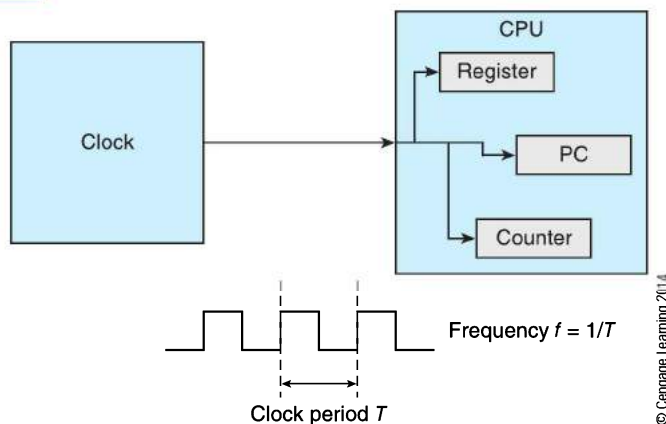 CPU
Register
Clock
PC
Counter
Frequency f = 1/T
Clock period T
© Cengage Learning 2014